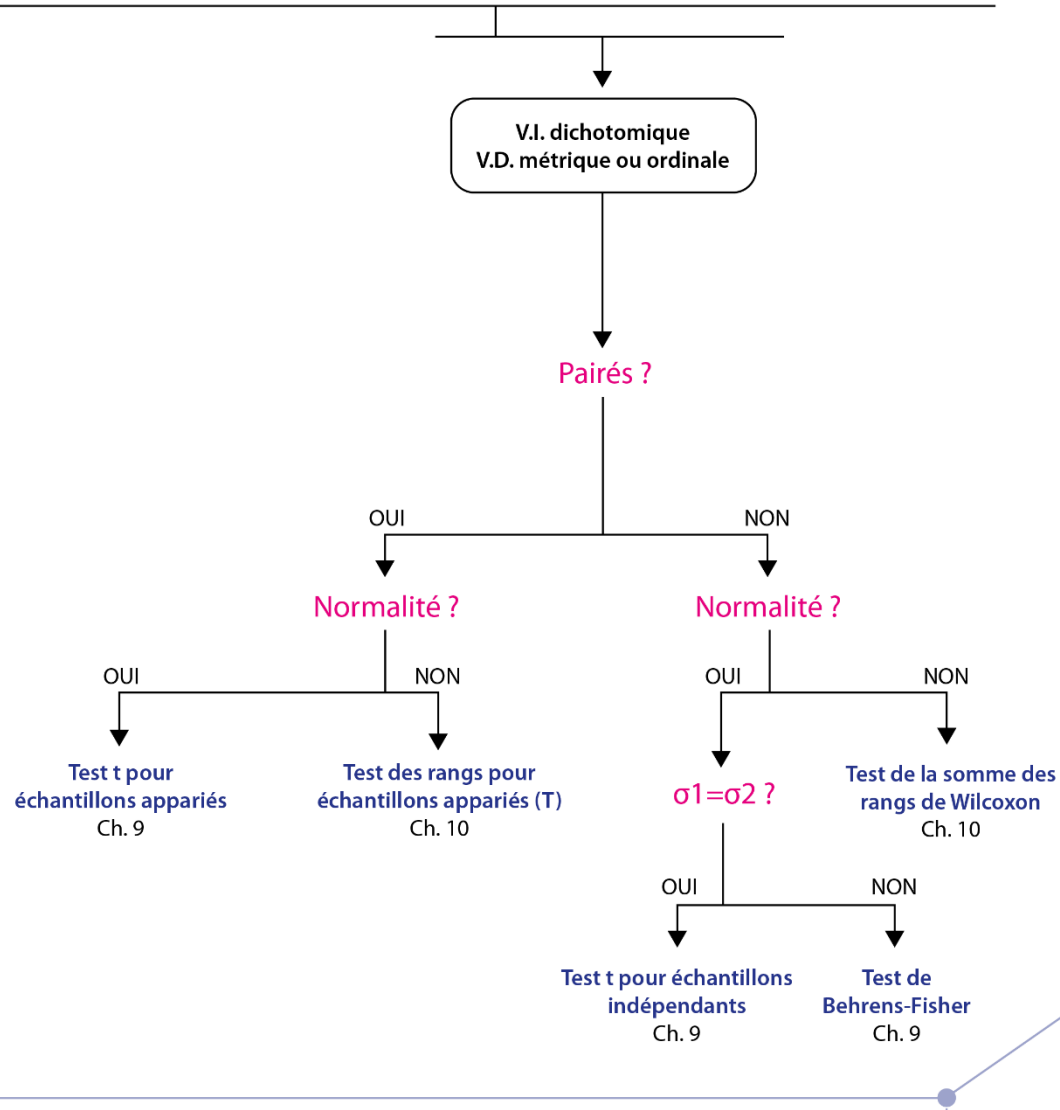 V.I. dichotomique
V.D. métrique ou ordinale
Pairés ?
OUI
NON
Normalité ?
Normalité ?
OUI
NON
OUI
NON
Test t pour
échantillons appariés
Ch. 9
Test des rangs pour
échantillons appariés (T)
Ch. 10
σ1=σ2 ?
Test de la somme des
rangs de Wilcoxon
Ch. 10
OUI
NON
Test t pour échantillons
indépendants
Ch. 9
Test de
Behrens-Fisher
Ch. 9